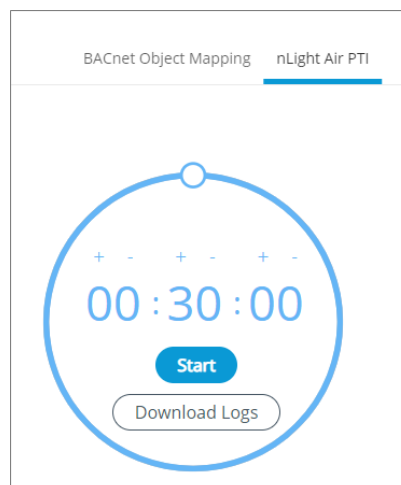 BACnet Object Mapping nLight Air PTI
+ - + - + -
00 : 30 : 00
Start
Download Logs